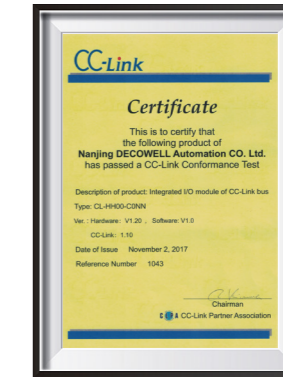 CC-Link
Certificate
This is to certify that
the following product of
Nanjing DECOWELL Automation CO. Ltd.
has passed a CC-Link Conformance Test
Description of product: Integrated I/O module of CC-Link bus
Type: CL-HH00-C0NN
Ver. : Hardware: V1.20 , Software: V1.0
CC-Link: 1.10
Date of Issue November 2, 2017
Reference Number 1043
Chairman
CC-Link Partner Association